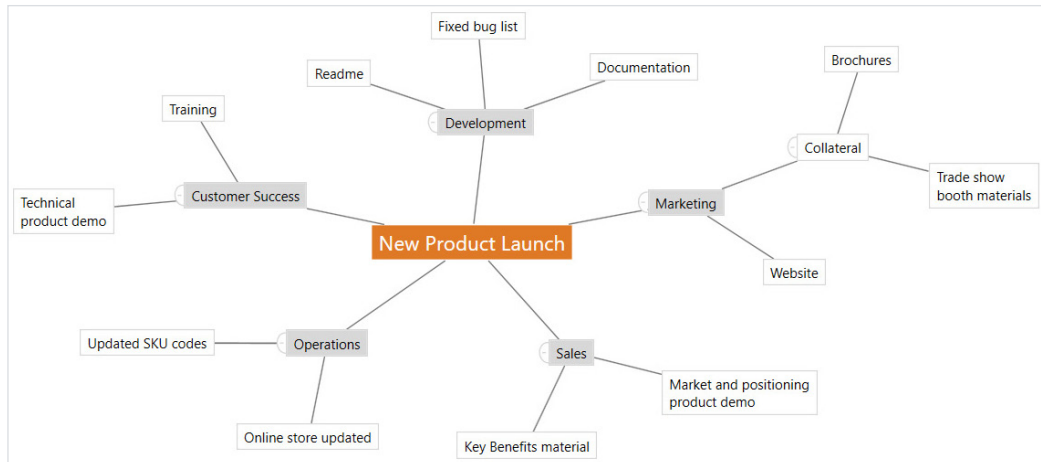 Fixed bug list
Brochures
Readme
Documentation
Training
Development
Collateral
Trade show
booth materials
Customer Success
Technical
product demo
Marketing
New Product Launch
Website
Updated SKU codes
Operations
Sales
Market and positioning
product demo
Online store updated
Key Benefits material